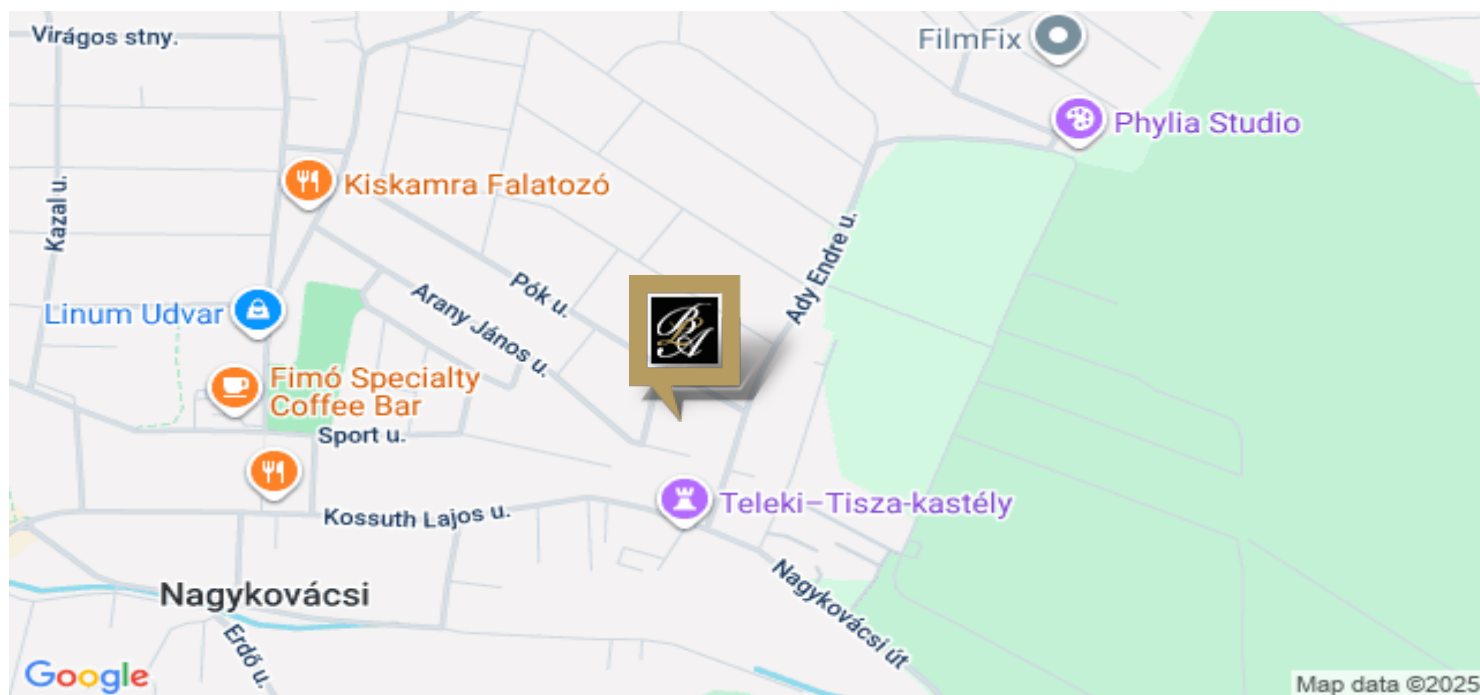 Virágos stny.
FilmFix
Phylia Studio
Kiskamra Falatozó
Kazal u.
Ady Endre u.
Pók u.
Arany János u.
Linum Udvar
B
A
Fimó Specialty
Coffee Bar
Sport u.
Teleki–Tisza-kastély
Kossuth Lajos u.
Nagykovácsi
Nagykovácsi út
Erdő u.
Google
Map data ©2025